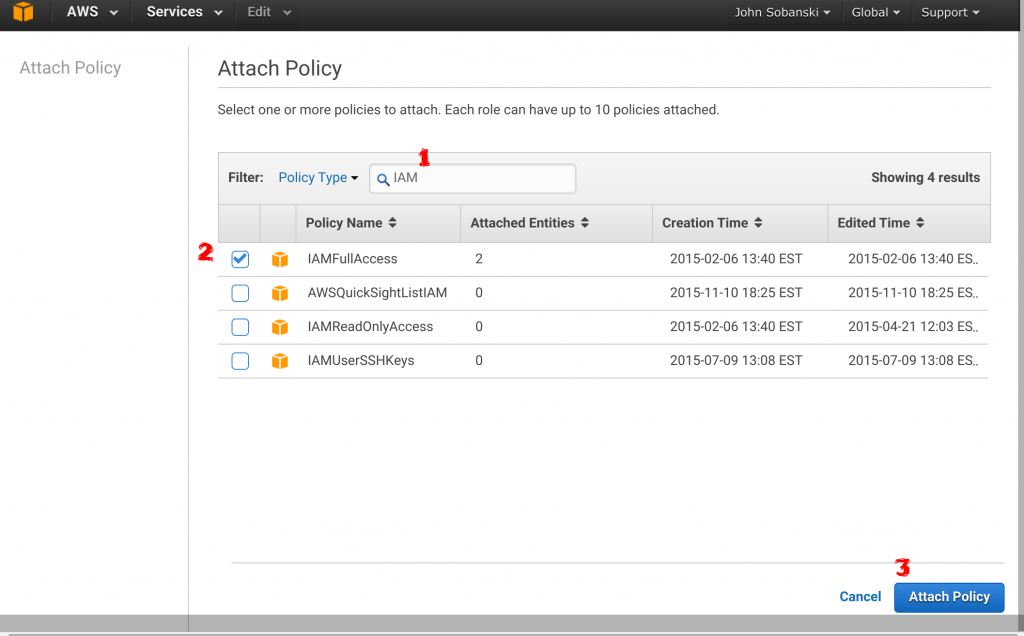 AWS Services Edit John Sobanski Global Support
Attach Policy
Attach Policy
Select one or more policies to attach. Each role can have up to 10 policies attached.
1
Filter: Policy Type IAM Showing 4 results
Policy Name Attached Entities Creation Time Edited Time
2 IAMFullAccess 2 2015-02-06 13:40 EST 2015-02-06 13:40 ES..
AWSQuickSightListIAM 0 2015-11-10 18:25 EST 2015-11-10 18:25 ES..
IAMReadOnlyAccess 0 2015-02-06 13:40 EST 2015-04-21 12:03 ES..
IAMUserSSHKeys 0 2015-07-09 13:08 EST 2015-07-09 13:08 ES..
3
Cancel Attach Policy